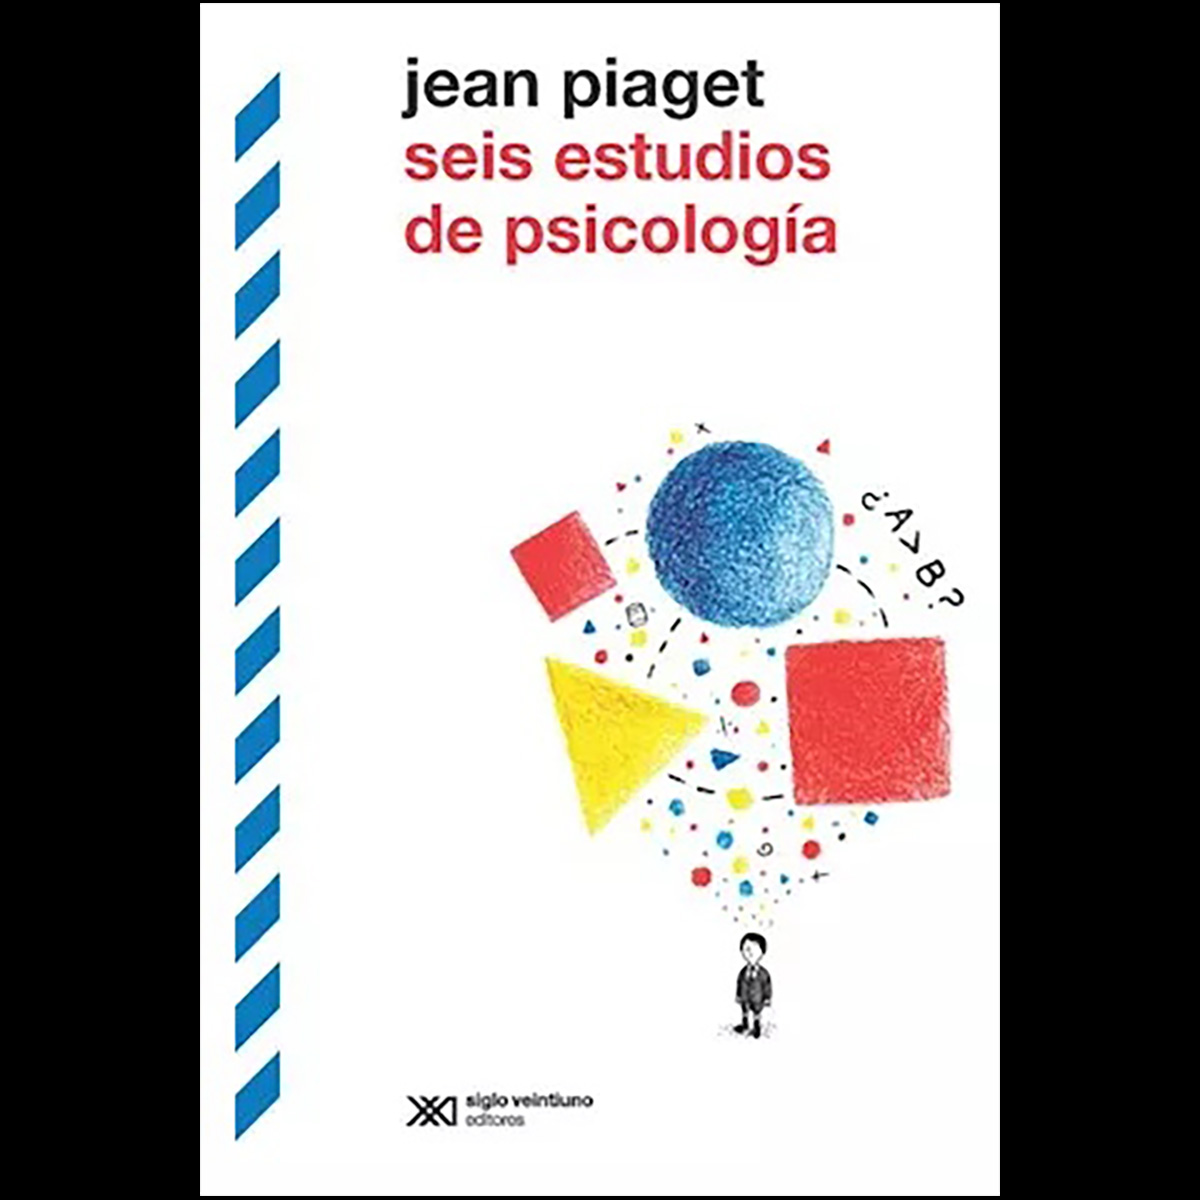 jean piaget
seis estudios
de psicología
¿A>B?
siglo veintiuno
editores